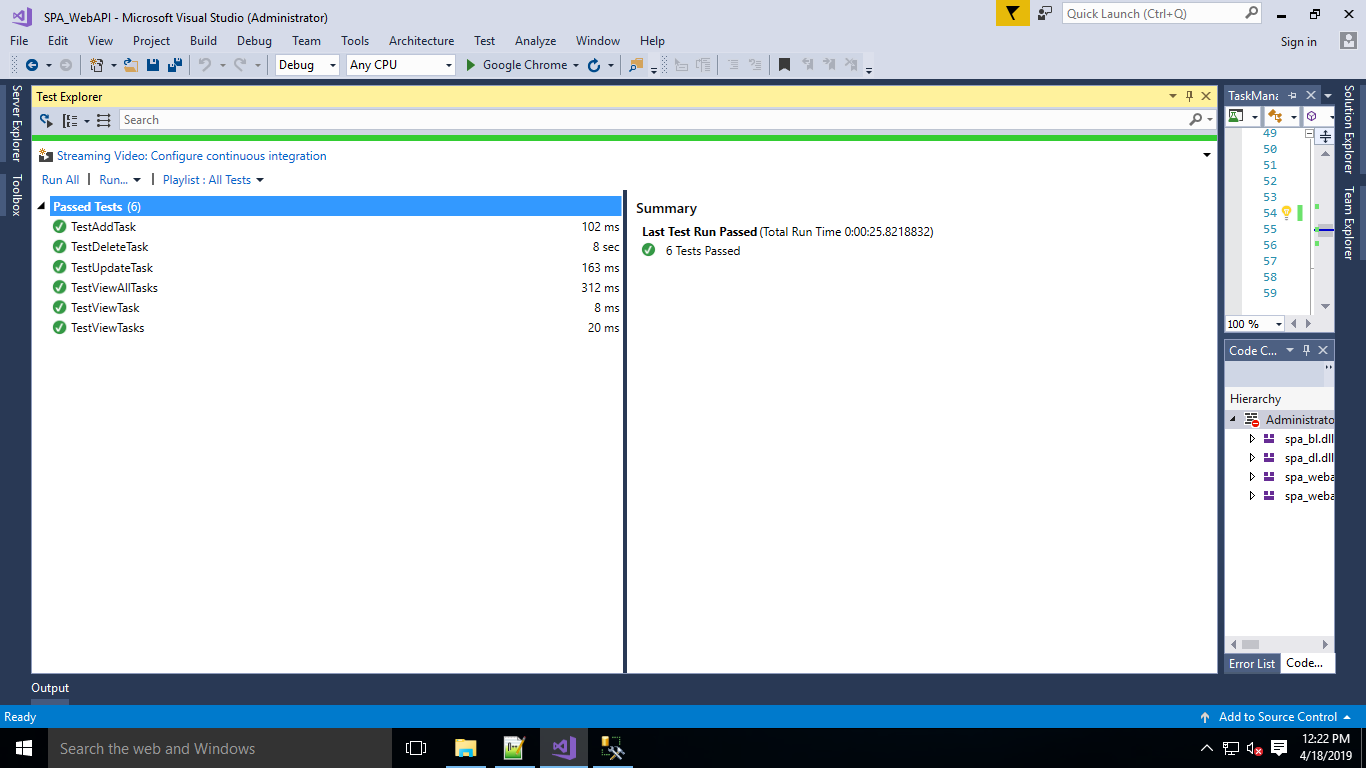 SPA_WebAPI - Microsoft Visual Studio (Administrator)
Quick Launch (Ctrl+Q)
File Edit View Project Build Debug Team Tools Architecture Test Analyze Window Help
Sign in
Debug Any CPU Google Chrome
Server Explorer
Toolbox
Test Explorer
Search
Streaming Video: Configure continuous integration
Run All | Run... | Playlist : All Tests
Passed Tests (6)
TestAddTask 102 ms
TestDeleteTask 8 sec
TestUpdateTask 163 ms
TestViewAllTasks 312 ms
TestViewTask 8 ms
TestViewTasks 20 ms
Summary
Last Test Run Passed (Total Run Time 0:00:25.8218832)
6 Tests Passed
TaskMana
49
50
51
52
53
54
55
56
57
58
59
100 %
Code C...
Hierarchy
Administrato
spa_bl.dll
spa_dl.dll
spa_weba
spa_weba
Error List Code...
Solution Explorer
Team Explorer
Output
Ready
Add to Source Control
Search the web and Windows
12:22 PM
4/18/2019